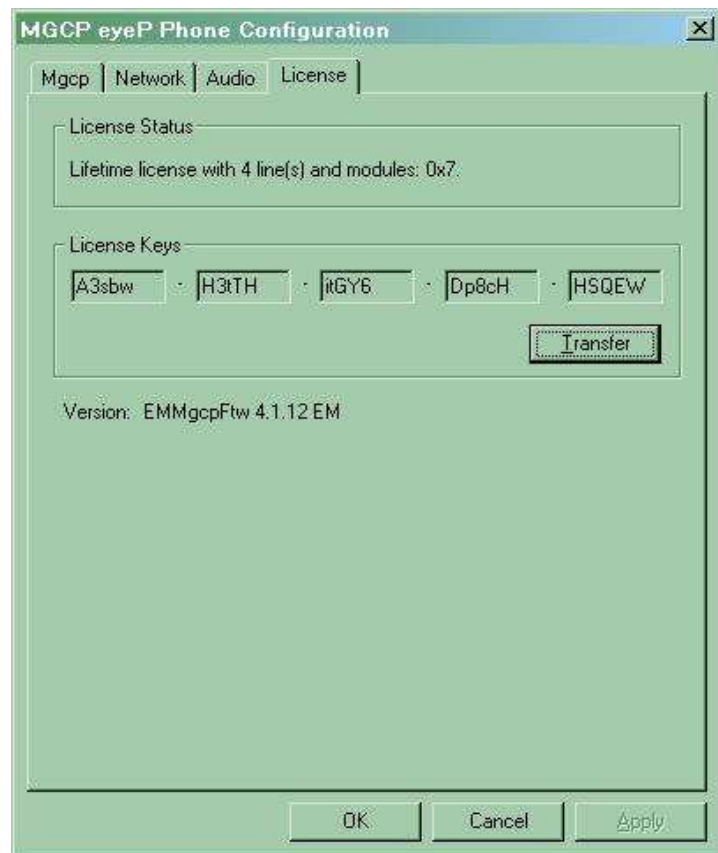 MGCP eyeP Phone Configuration
Mgcp Network Audio License
License Status
Lifetime license with 4 line(s) and modules: 0x7.
License Keys
A3sbw - H3tTH - itGY6 - Dp8cH - HSQEW
Transfer
Version: EMMgcpFtw 4.1.12 EM
OK Cancel Apply